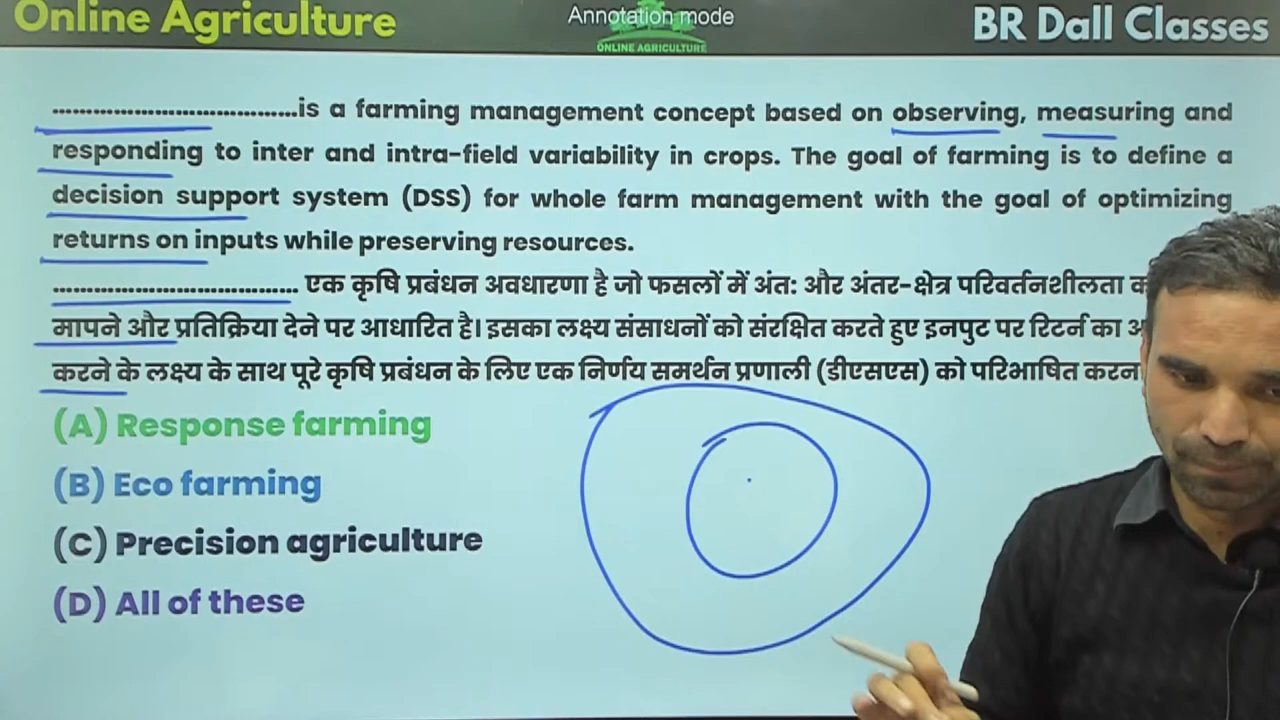 Online Agriculture
Annotation mode
ONLINE AGRICULTURE
BR Dall Classes
....................................is a farming management concept based on observing, measuring and
responding to inter and intra-field variability in crops. The goal of farming is to define a
decision support system (DSS) for whole farm management with the goal of optimizing
returns on inputs while preserving resources.
.................................... एक कृषि प्रबंधन अवधारणा है जो फसलों में अंत: और अंतर-क्षेत्र परिवर्तनशीलता
मापने और प्रतिक्रिया देने पर आधारित है। इसका लक्ष्य संसाधनों को संरक्षित करते हुए इनपुट पर रिटर्न का
करने के लक्ष्य के साथ पूरे कृषि प्रबंधन के लिए एक निर्णय समर्थन प्रणाली (डीएसएस) को परिभाषित
(A) Response farming
(B) Eco farming
(C) Precision agriculture
(D) All of these